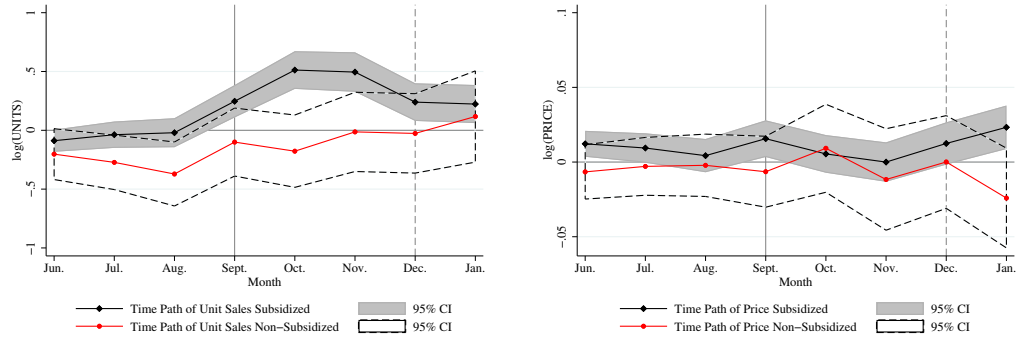 1
.5
0
-.5
-1
log(UNITS)
Jun. Jul. Aug. Sept. Oct. Nov. Dec. Jan.
Month
Time Path of Unit Sales Subsidized 95% CI
Time Path of Unit Sales Non-Subsidized 95% CI
.1
.05
0
-.05
log(PRICE)
Jun. Jul. Aug. Sept. Oct. Nov. Dec. Jan.
Month
Time Path of Price Subsidized 95% CI
Time Path of Price Non-Subsidized 95% CI